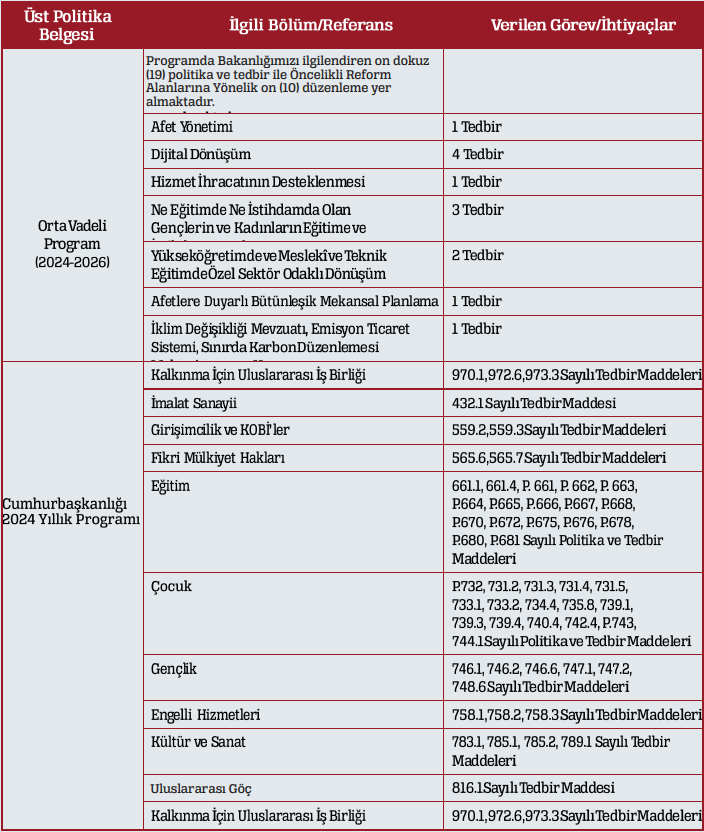 Üst Politika
Belgesi
İlgili Bölüm/Referans
Verilen Görev/İhtiyaçlar
Orta Vadeli
Program
(2024-2026)
Programda Bakanlığımızı ilgilendiren on dokuz
(19) politika ve tedbir ile Öncelikli Reform
Alanlarına Yönelik on (10) düzenleme yer
almaktadır.
Afet Yönetimi
1 Tedbir
Dijital Dönüşüm
4 Tedbir
Hizmet İhracatının Desteklenmesi
1 Tedbir
Ne Eğitimde Ne İstihdamda Olan
Gençlerin ve Kadınların Eğitime ve
3 Tedbir
Yükseköğretimde ve Meslekî ve Teknik
Eğitimde Özel Sektör Odaklı Dönüşüm
2 Tedbir
Afetlere Duyarlı Bütünleşik Mekansal Planlama
1 Tedbir
İklim Değişikliği Mevzuatı, Emisyon Ticaret
Sistemi, Sınırda Karbon Düzenlemesi
1 Tedbir
Cumhurbaşkanlığı
2024 Yıllık Programı
Kalkınma İçin Uluslararası İş Birliği
970.1,972.6,973.3 Sayılı Tedbir Maddeleri
İmalat Sanayii
432.1 Sayılı Tedbir Maddesi
Girişimcilik ve KOBİ'ler
559.2,559.3 Sayılı Tedbir Maddeleri
Fikri Mülkiyet Hakları
565.6,565.7 Sayılı Tedbir Maddeleri
Eğitim
661.1, 661.4, P. 661, P. 662, P. 663,
P.664, P.665, P.666, P.667, P.668,
P.670, P.672, P.675, P.676, P.678,
P.680, P.681 Sayılı Politika ve Tedbir
Maddeleri
Çocuk
P.732, 731.2, 731.3, 731.4, 731.5,
733.1, 733.2, 734.4, 735.8, 739.1,
739.3, 739.4, 740.4, 742.4, P.743,
744.1 Sayılı Politika ve Tedbir Maddeleri
Gençlik
746.1, 746.2, 746.6, 747.1, 747.2,
748.6 Sayılı Tedbir Maddeleri
Engelli Hizmetleri
758.1,758.2,758.3 Sayılı Tedbir Maddeleri
Kültür ve Sanat
783.1, 785.1, 785.2, 789.1 Sayılı Tedbir
Maddeleri
Uluslararası Göç
816.1 Sayılı Tedbir Maddesi
Kalkınma İçin Uluslararası İş Birliği
970.1,972.6,973.3 Sayılı Tedbir Maddeleri